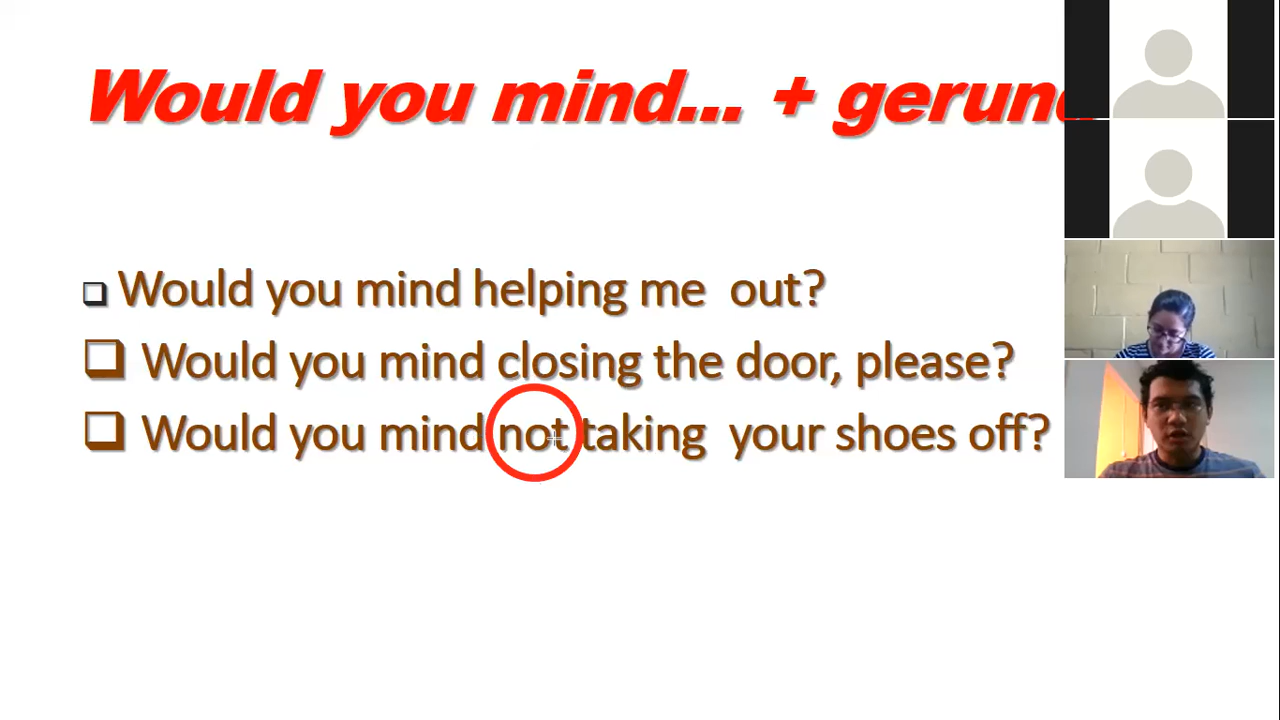 Would you mind... + gerund
❑ Would you mind helping me out?
❑ Would you mind closing the door, please?
❑ Would you mind not taking your shoes off?